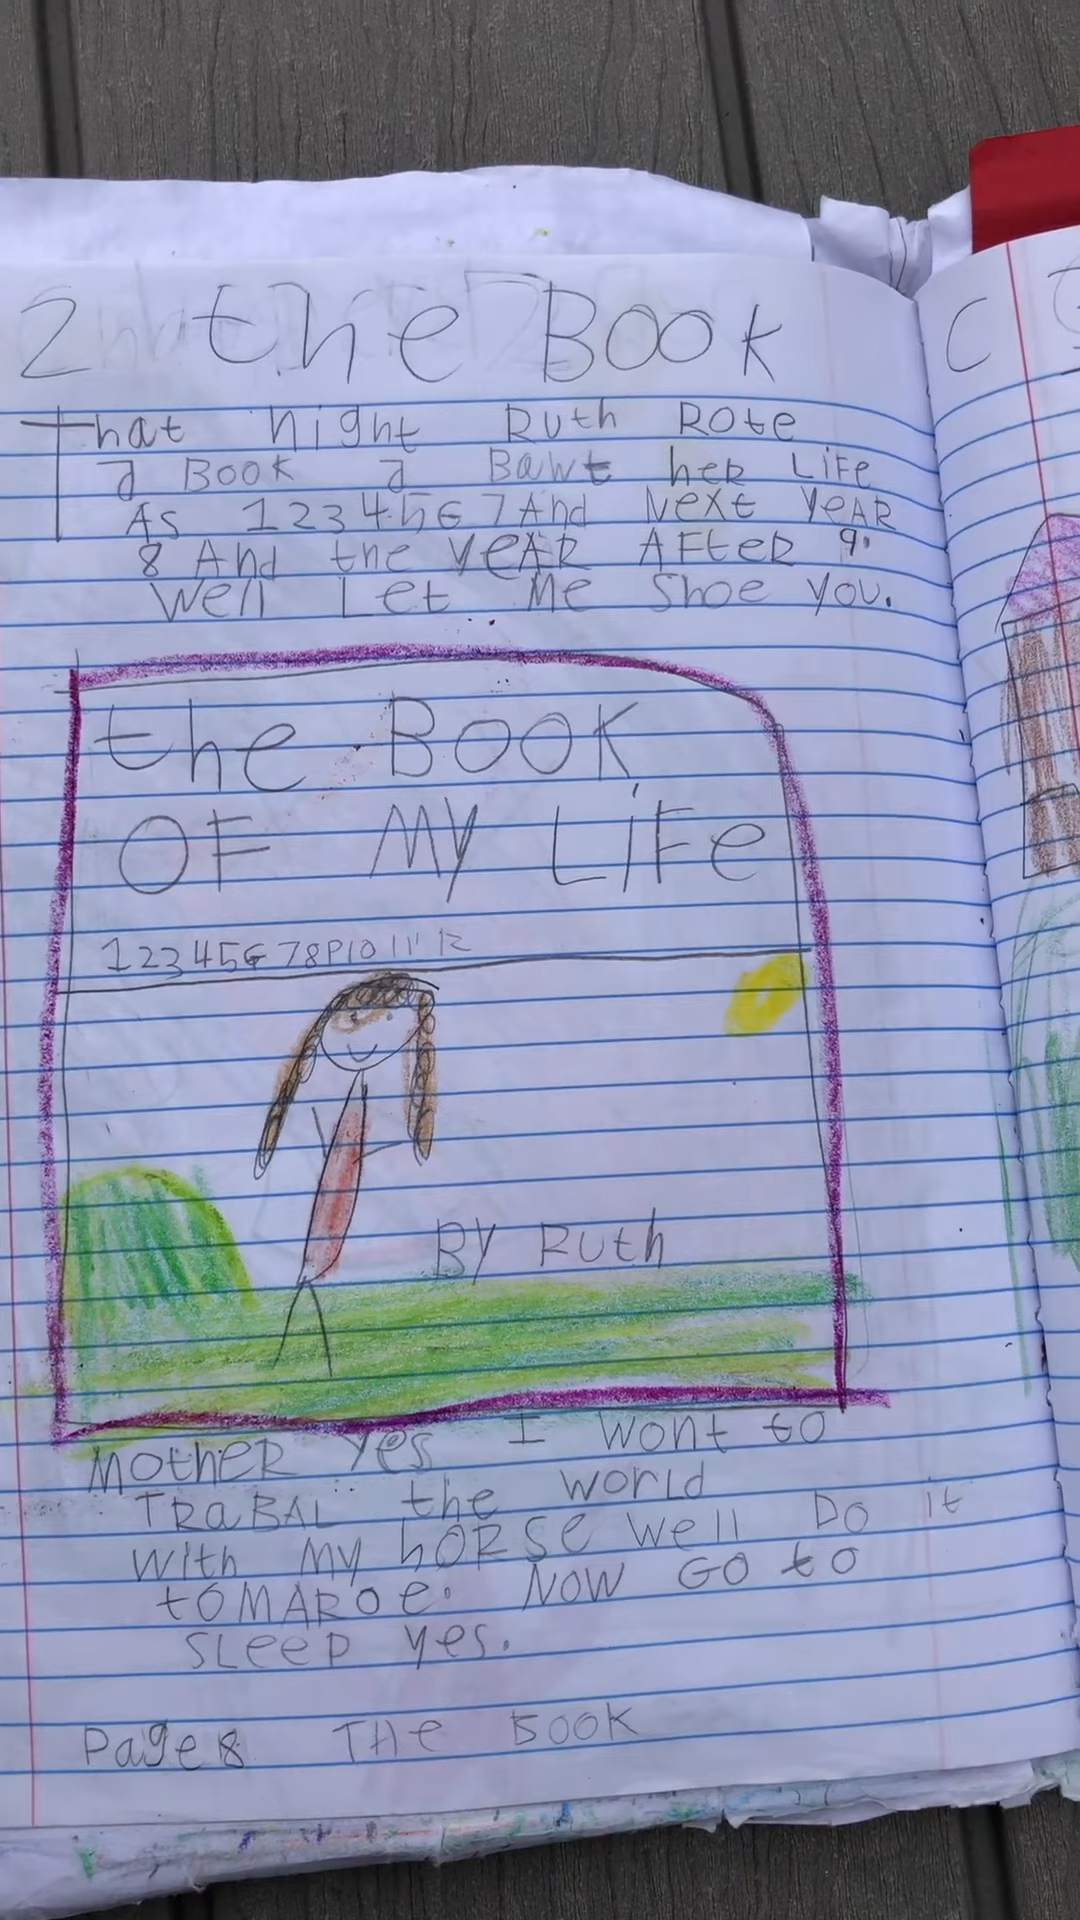 2 the BOOK
That night Ruth Rote
a BOOK a Bawt heR LiFe
As 1234567 And Next YeAR
8 And the YeAR AFteR 9.
Well Let Me Shoe you.
the BOOK
OF MY LiFe
123456789101112
BY Ruth
MotheR Yes I wont to
TRaBAL the world
with my hORSe Well Do it
tOMAROe. NOW GO to
SLeeP Yes.
Page 8 THe BOOK